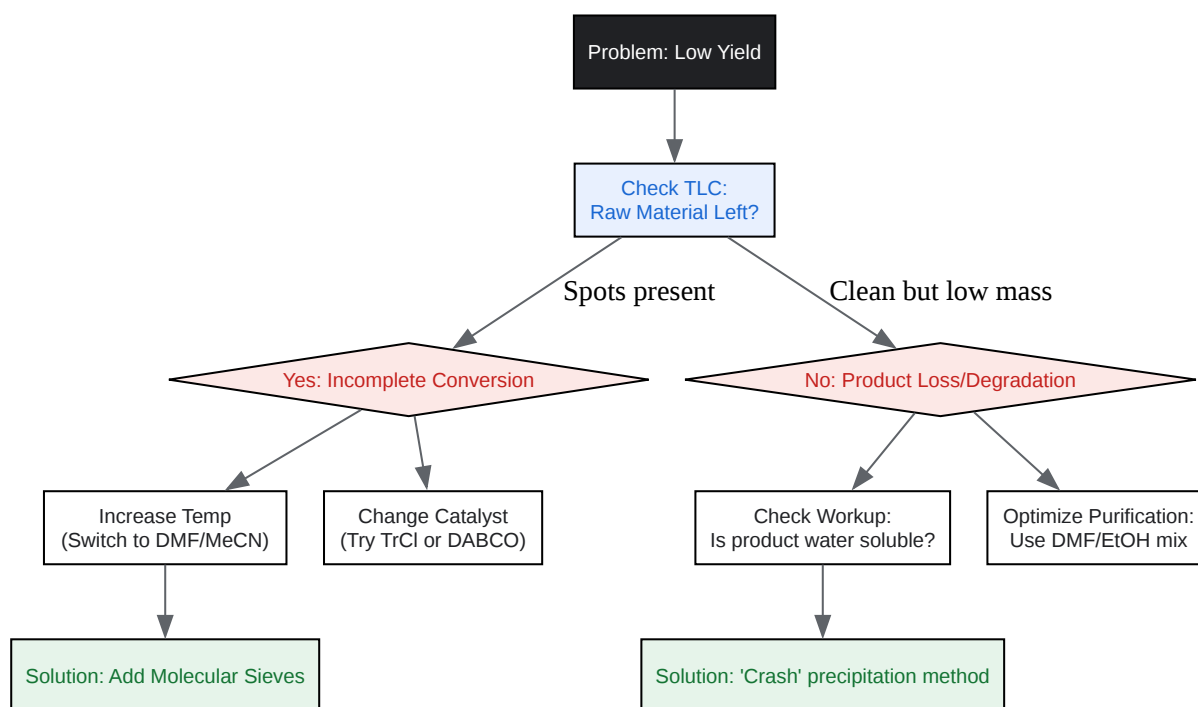 Problem: Low Yield
Check TLC:
Raw Material Left?
Spots present
Clean but low mass
Yes: Incomplete Conversion
No: Product Loss/Degradation
Increase Temp
(Switch to DMF/MeCN)
Change Catalyst
(Try TrCl or DABCO)
Check Workup:
Is product water soluble?
Optimize Purification:
Use DMF/EtOH mix
Solution: Add Molecular Sieves
Solution: 'Crash' precipitation method